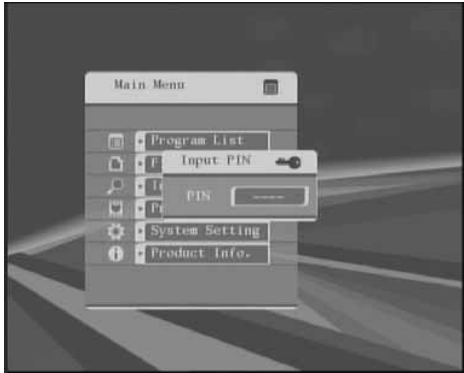 Main Menu
Program List
Input PIN
PIN ----
System Setting
Product Info.